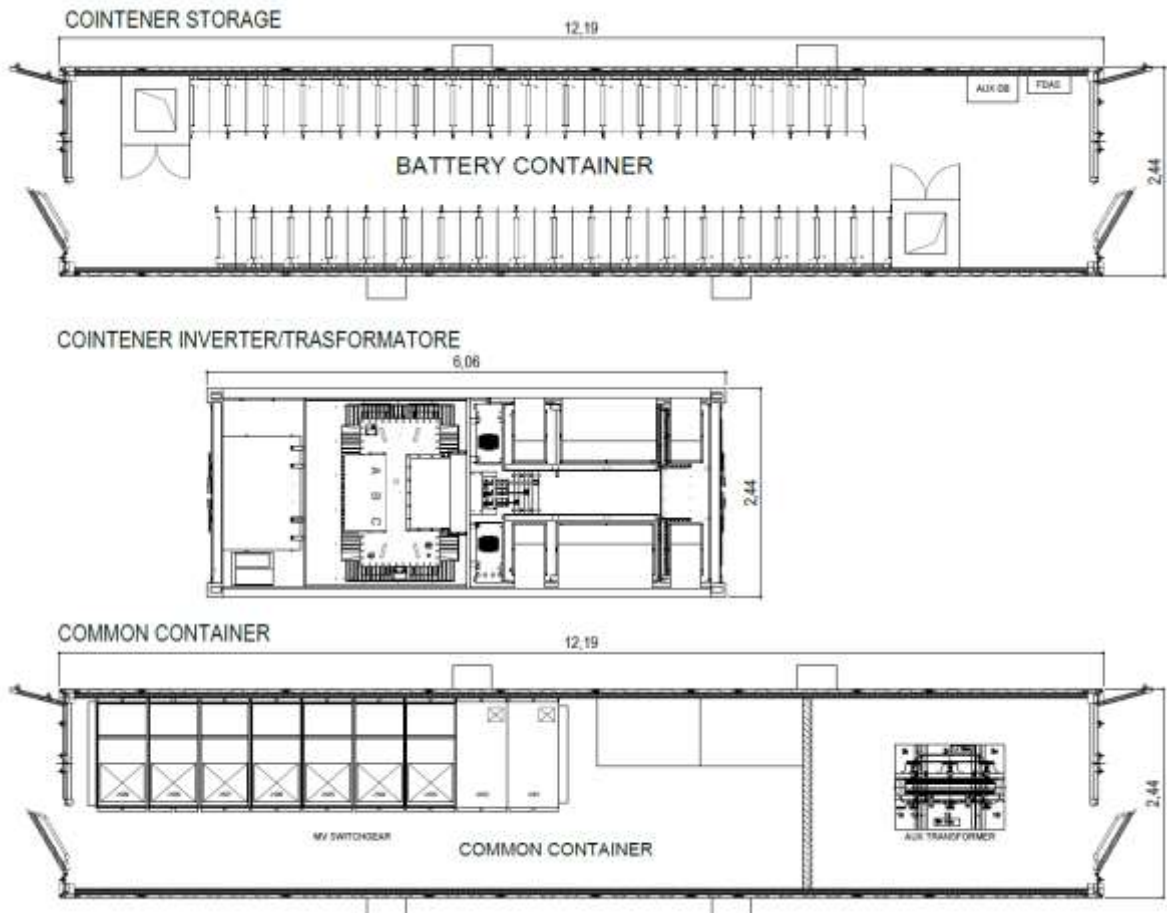 COINTENER STORAGE
12,19
AUX DB
FDAS
BATTERY CONTAINER
2,44
COINTENER INVERTER/TRASFORMATORE
6,06
A B C
2,44
COMMON CONTAINER
12,19
2,44
MV SWITCHGEAR
COMMON CONTAINER
AUX TRANSFORMER